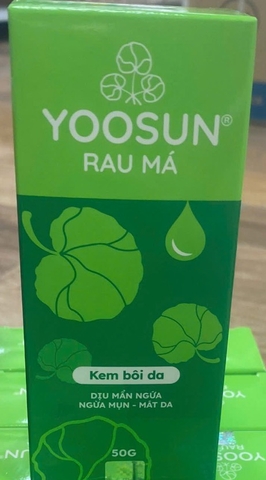 YOOSUN®
RAU MÁ
Kem bôi da
DỊU MẨN NGỨA
NGỪA MỤN - MÁT DA
50G